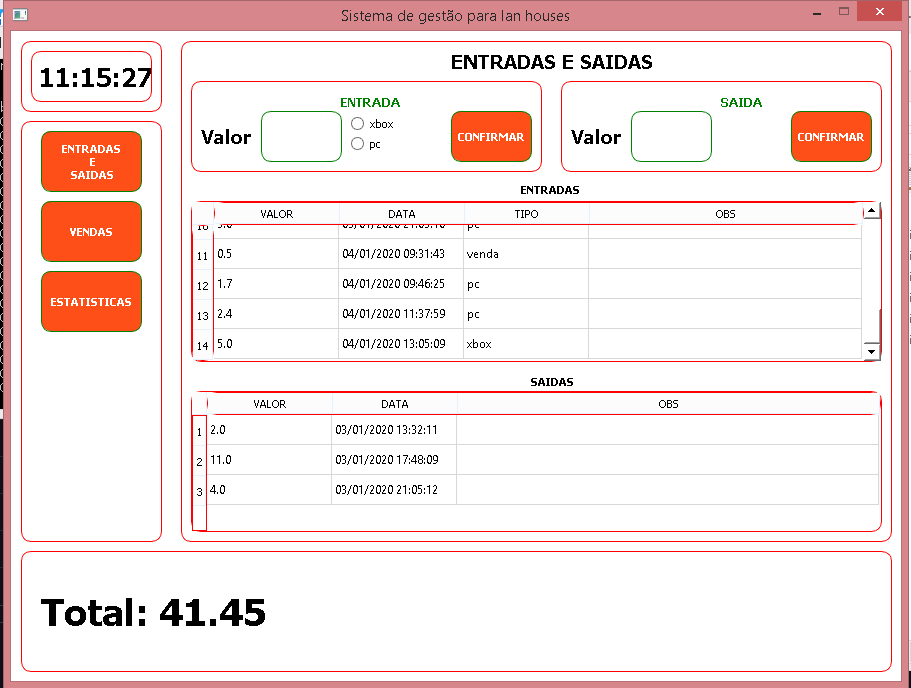 Sistema de gestão para lan houses
11:15:27
ENTRADAS
E
SAIDAS
VENDAS
ESTATISTICAS
ENTRADAS E SAIDAS
ENTRADA
Valor
xbox
pc
CONFIRMAR
SAIDA
Valor
CONFIRMAR
ENTRADAS
VALOR DATA TIPO OBS
11 0.5 04/01/2020 09:31:43 venda
12 1.7 04/01/2020 09:46:25 pc
13 2.4 04/01/2020 11:37:59 pc
14 5.0 04/01/2020 13:05:09 xbox
SAIDAS
VALOR DATA OBS
1 2.0 03/01/2020 13:32:11
2 11.0 03/01/2020 17:48:09
3 4.0 03/01/2020 21:05:12
Total: 41.45